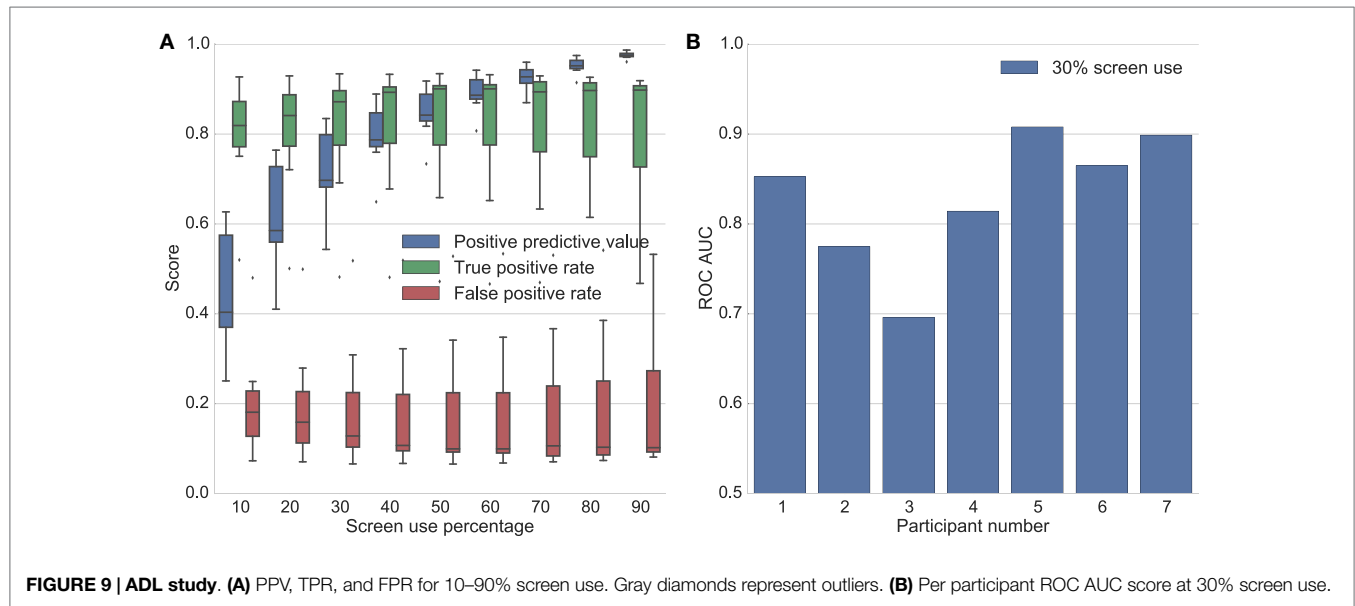 A
B
1.0
0.8
0.6
0.4
0.2
0.0
Score
Positive predictive value
True positive rate
False positive rate
10 20 30 40 50 60 70 80 90
Screen use percentage
1.0
0.9
0.8
0.7
0.6
0.5
ROC AUC
30% screen use
1 2 3 4 5 6 7
Participant number
FIGURE 9 | ADL study. (A) PPV, TPR, and FPR for 10–90% screen use. Gray diamonds represent outliers. (B) Per participant ROC AUC score at 30% screen use.